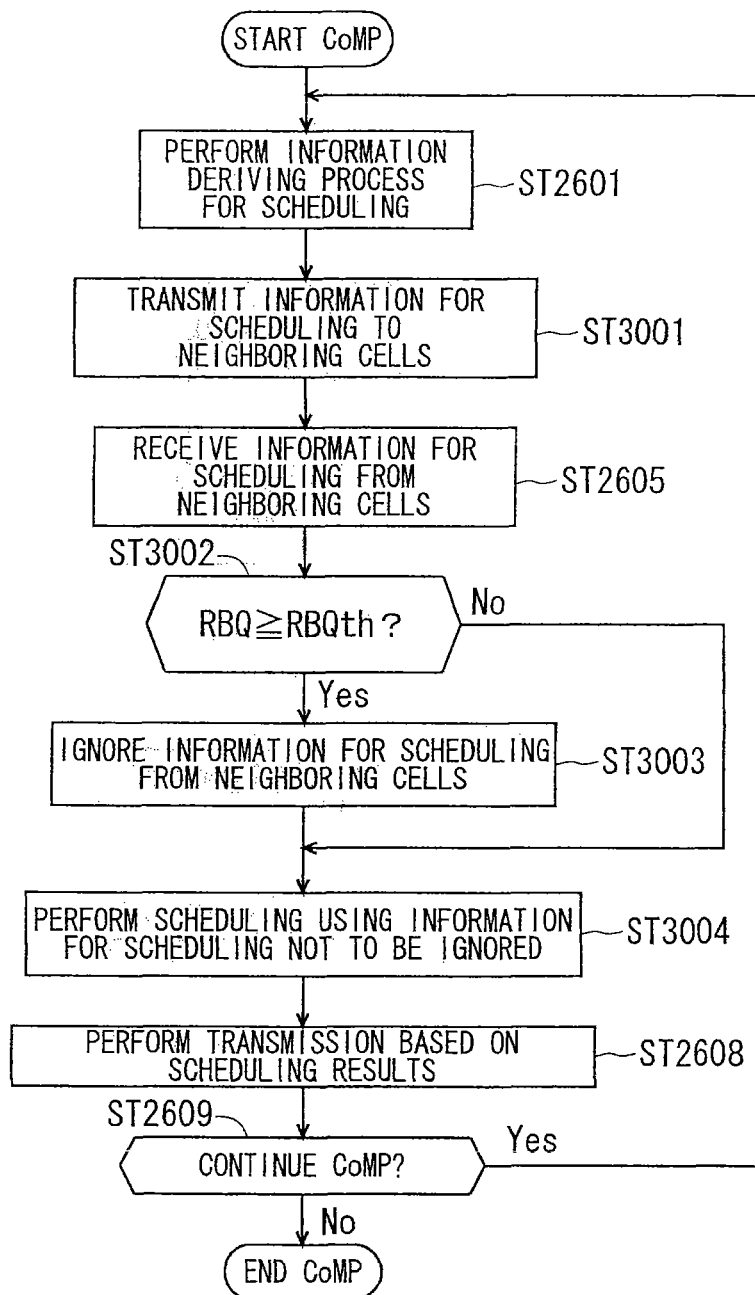 START CoMP
PERFORM INFORMATION
DERIVING PROCESS
FOR SCHEDULING
ST2601
TRANSMIT INFORMATION FOR
SCHEDULING TO
NEIGHBORING CELLS
ST3001
RECEIVE INFORMATION FOR
SCHEDULING FROM
NEIGHBORING CELLS
ST2605
ST3002
RBQ≧RBQth?
No
Yes
IGNORE INFORMATION FOR SCHEDULING
FROM NEIGHBORING CELLS
ST3003
PERFORM SCHEDULING USING INFORMATION
FOR SCHEDULING NOT TO BE IGNORED
ST3004
PERFORM TRANSMISSION BASED ON
SCHEDULING RESULTS
ST2608
ST2609
CONTINUE CoMP?
Yes
No
END CoMP